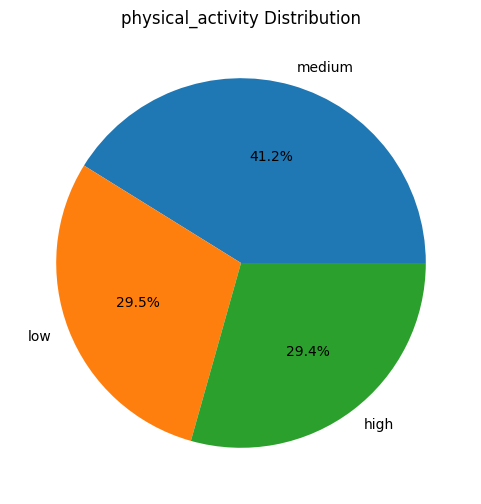 physical_activity Distribution
medium
41.2%
29.5%
low
29.4%
high